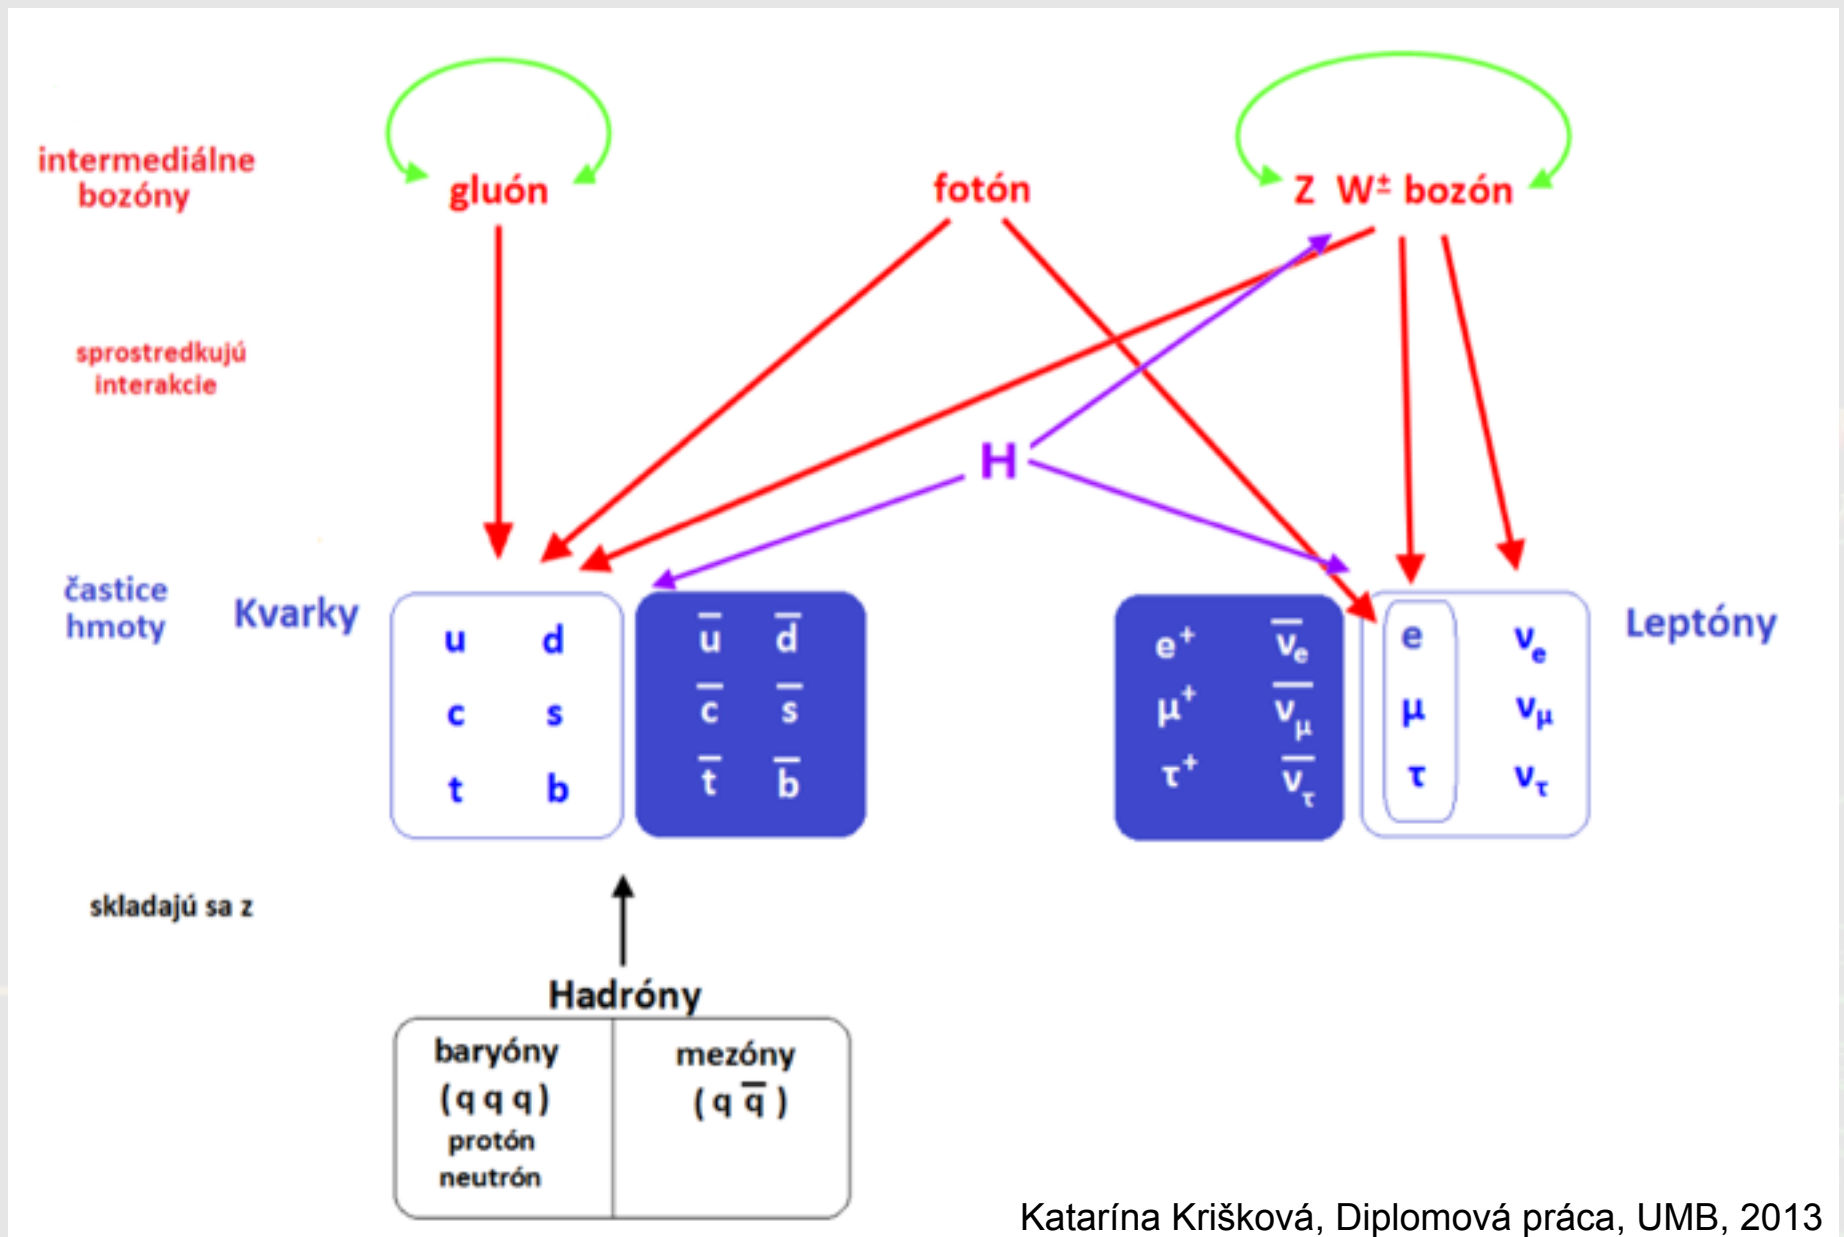 intermediálne
bozóny
gluón
fotón
Z W± bozón
sprostredkujú
interakcie
H
častice
hmoty
Kvarky
u d
c s
t b
u̅ d̅
c̅ s̅
t̅ b̅
e⁺ ν̅ₑ
μ⁺ ν̅μ
τ⁺ ν̅τ
e νₑ
μ νμ
τ ντ
Leptóny
skladajú sa z
Hadróny
baryóny
(q q q)
protón
neutrón
mezóny
( q q̅ )
Katarína Krišková, Diplomová práca, UMB, 2013